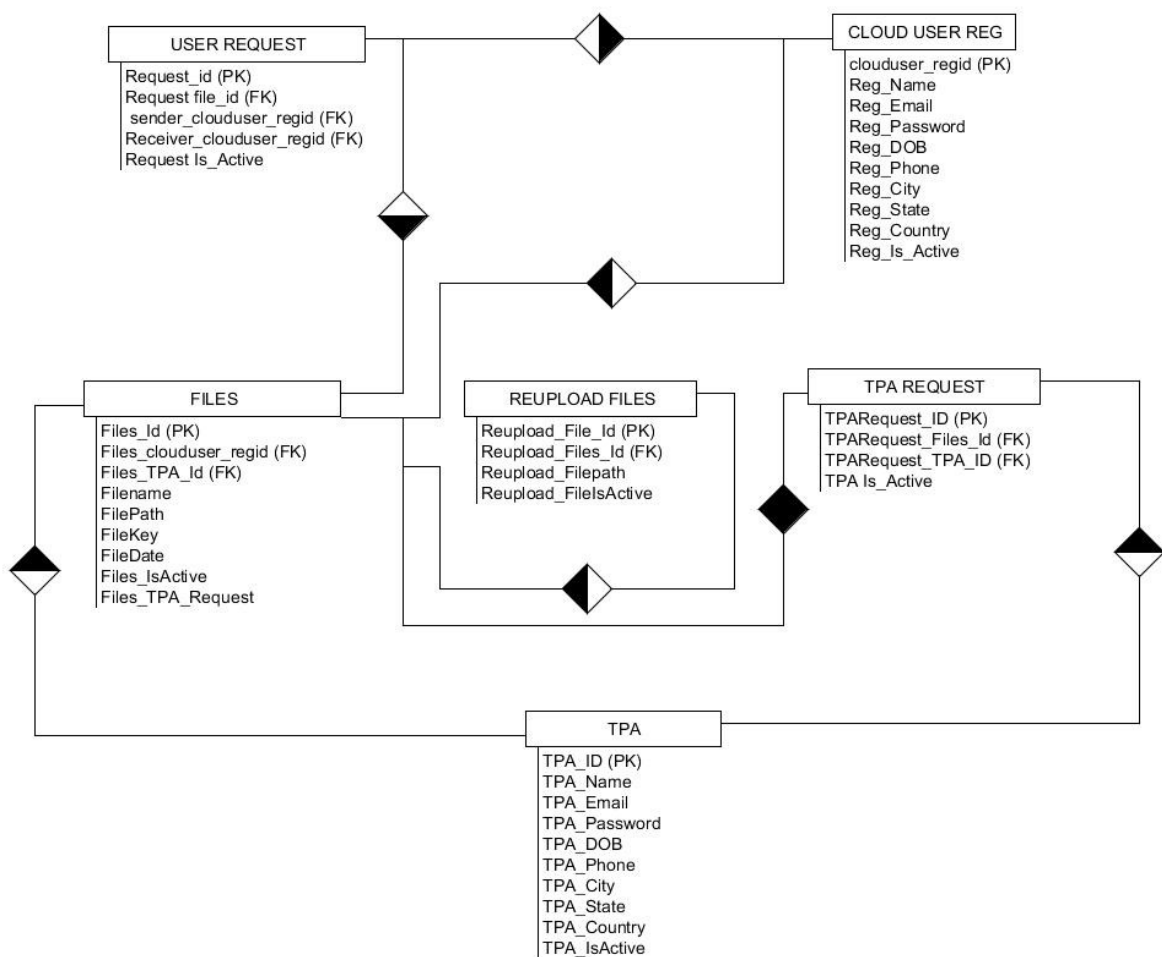 USER REQUEST
Request_id (PK)
Request file_id (FK)
sender_clouduser_regid (FK)
Receiver_clouduser_regid (FK)
Request Is_Active
CLOUD USER REG
clouduser_regid (PK)
Reg_Name
Reg_Email
Reg_Password
Reg_DOB
Reg_Phone
Reg_City
Reg_State
Reg_Country
Reg_Is_Active
FILES
Files_Id (PK)
Files_clouduser_regid (FK)
Files_TPA_Id (FK)
Filename
FilePath
FileKey
FileDate
Files_IsActive
Files_TPA_Request
REUPLOAD FILES
Reupload_File_Id (PK)
Reupload_Files_Id (FK)
Reupload_Filepath
Reupload_FileIsActive
TPA REQUEST
TPARequest_ID (PK)
TPARequest_Files_Id (FK)
TPARequest_TPA_ID (FK)
TPA Is_Active
TPA
TPA_ID (PK)
TPA_Name
TPA_Email
TPA_Password
TPA_DOB
TPA_Phone
TPA_City
TPA_State
TPA_Country
TPA_IsActive